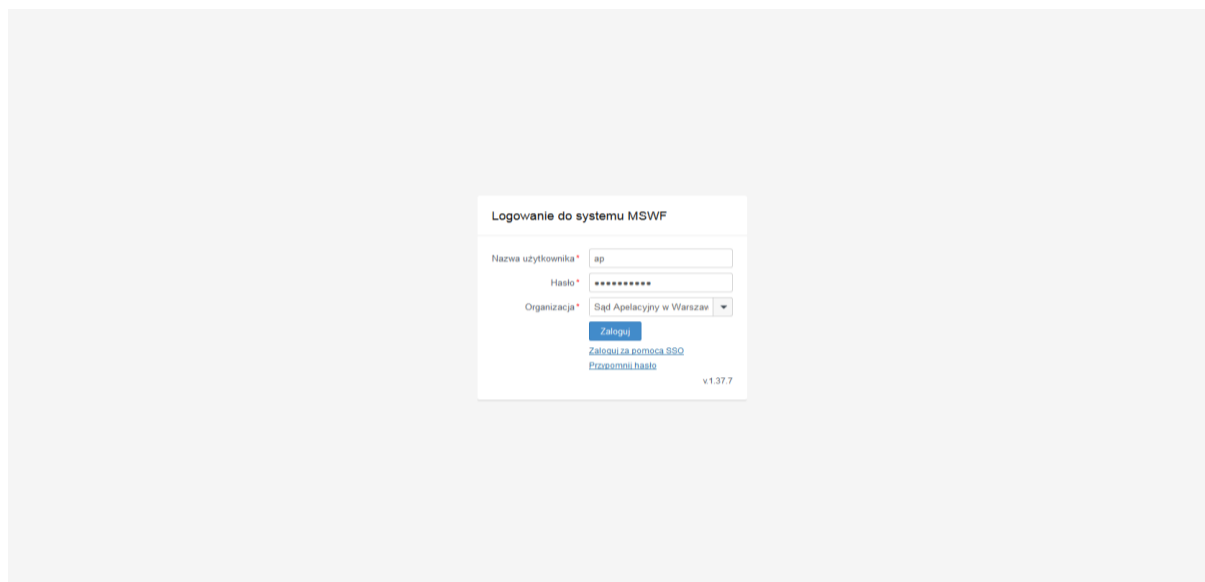 Logowanie do systemu MSWF
Nazwa użytkownika* ap
Hasło* ••••••••••
Organizacja* Sąd Apelacyjny w Warszaw
Zaloguj
Zaloguj za pomocą SSO
Przypomnij hasło
v.1.37.7